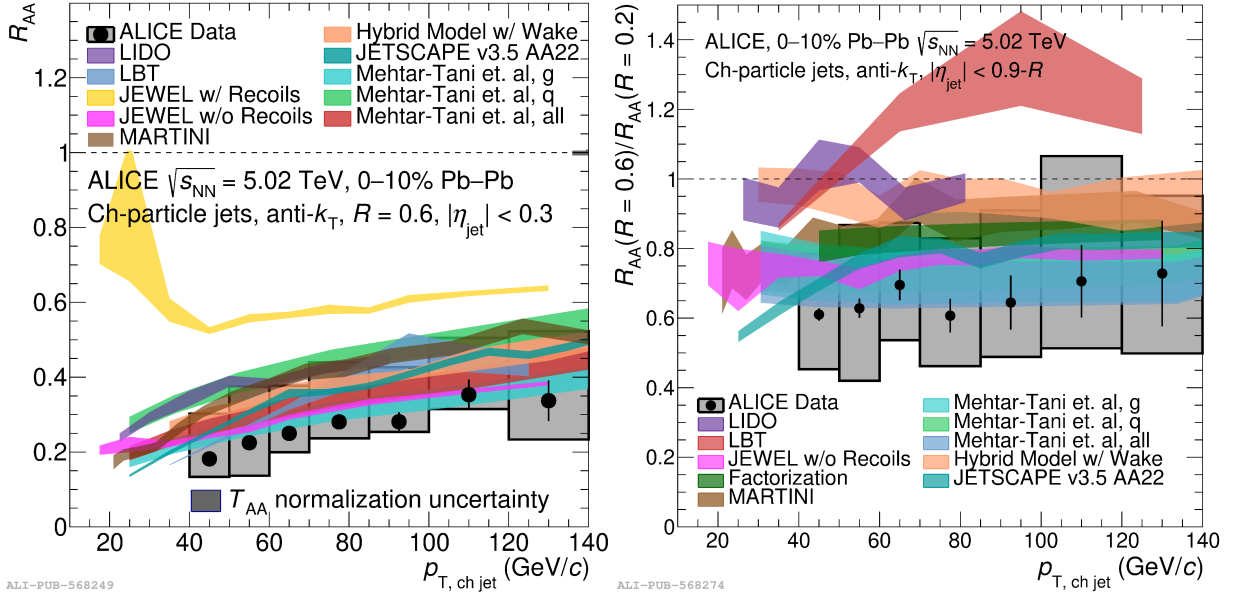 R_AA
1.2
1
0.8
0.6
0.4
0.2
0
ALICE Data
LIDO
LBT
JEWEL w/ Recoils
JEWEL w/o Recoils
MARTINI
Hybrid Model w/ Wake
JETSCAPE v3.5 AA22
Mehtar-Tani et. al, g
Mehtar-Tani et. al, q
Mehtar-Tani et. al, all
ALICE √s_NN = 5.02 TeV, 0–10% Pb–Pb
Ch-particle jets, anti-k_T, R = 0.6, |η_jet| < 0.3
T_AA normalization uncertainty
20 40 60 80 100 120 140
p_T, ch jet (GeV/c)
ALI-PUB-568249
R_AA(R = 0.6)/R_AA(R = 0.2)
1.4
1.2
1
0.8
0.6
0.4
0.2
0
ALICE, 0–10% Pb–Pb √s_NN = 5.02 TeV
Ch-particle jets, anti-k_T, |η_jet| < 0.9-R
ALICE Data
LIDO
LBT
JEWEL w/o Recoils
Factorization
MARTINI
Mehtar-Tani et. al, g
Mehtar-Tani et. al, q
Mehtar-Tani et. al, all
Hybrid Model w/ Wake
JETSCAPE v3.5 AA22
20 40 60 80 100 120 140
p_T, ch jet (GeV/c)
ALI-PUB-568274